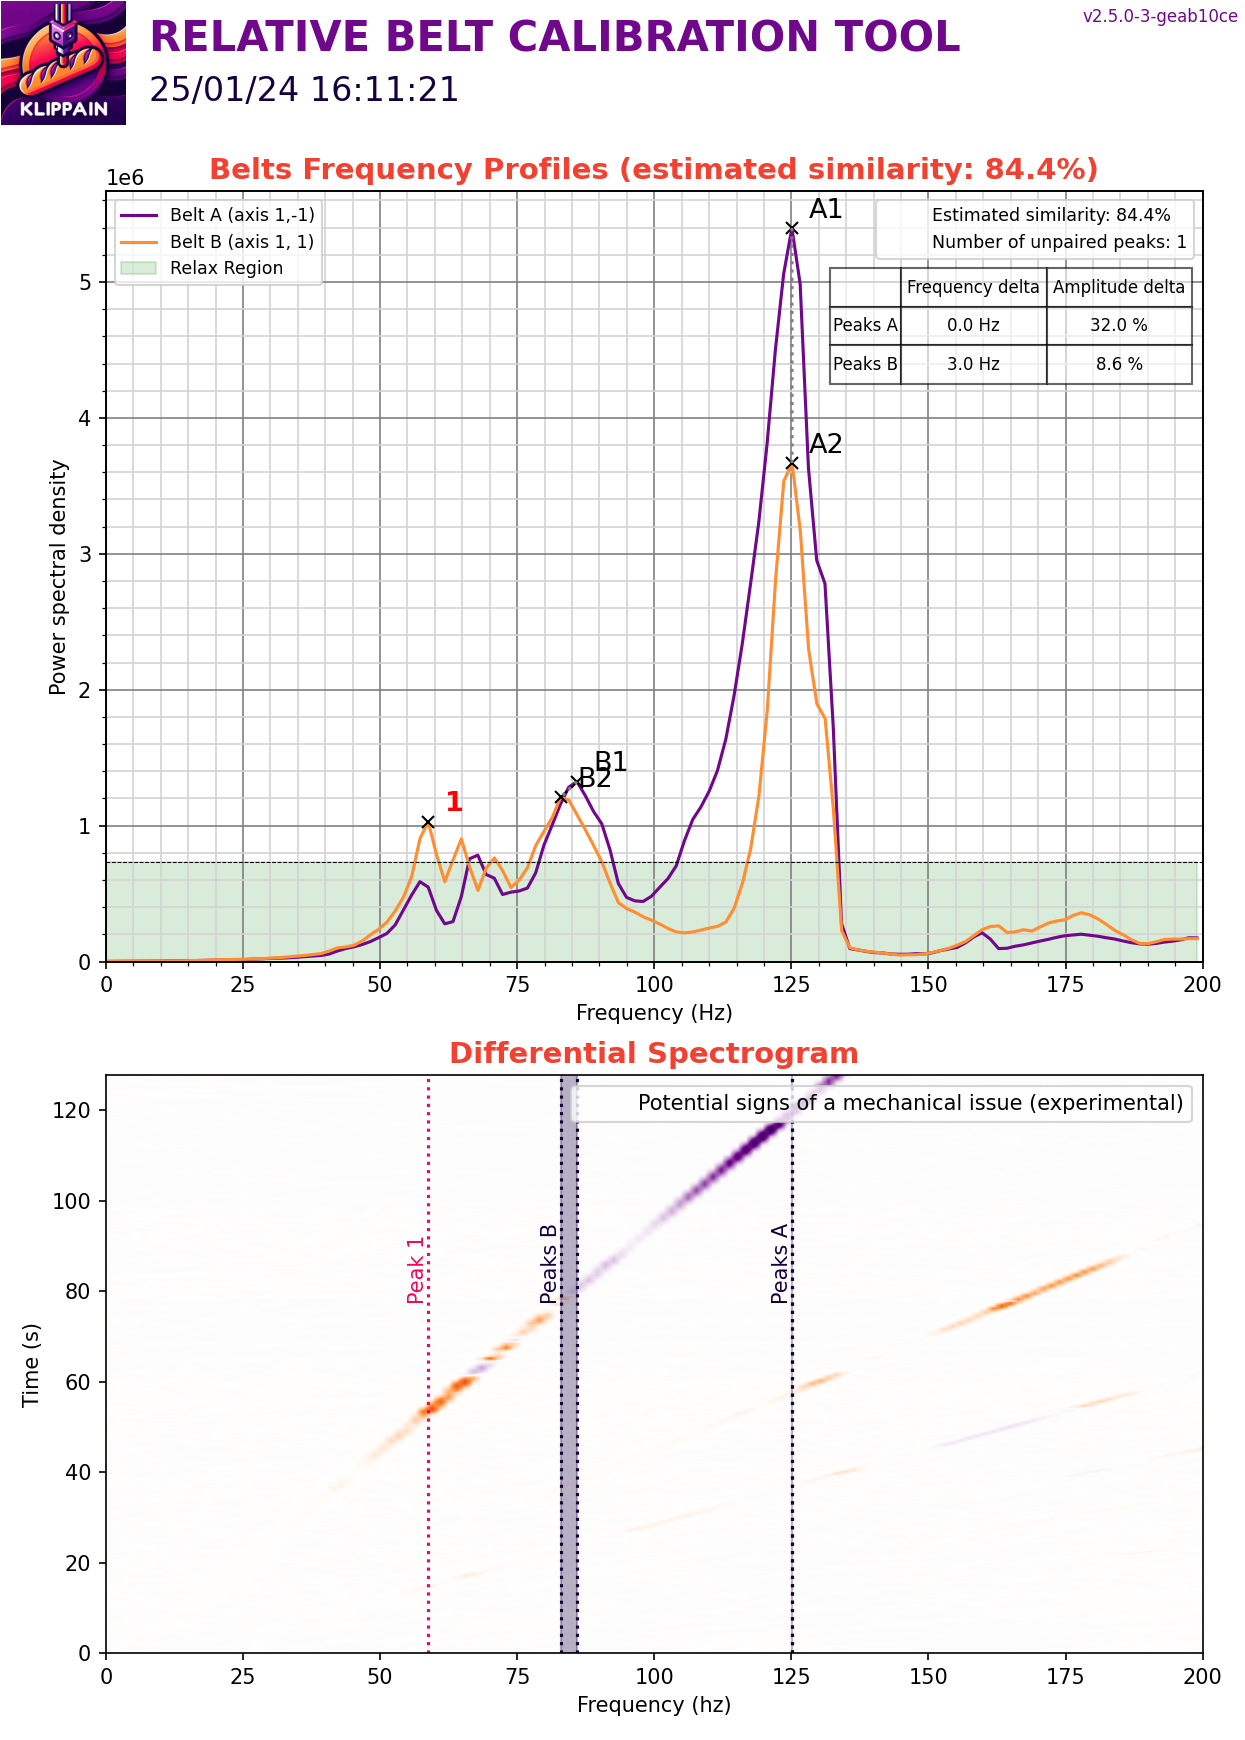 RELATIVE BELT CALIBRATION TOOL
v2.5.0-3-geab10ce
25/01/24 16:11:21
KLIPPAIN
Belts Frequency Profiles (estimated similarity: 84.4%)
1e6
Belt A (axis 1,-1)
Belt B (axis 1, 1)
Relax Region
A1
Estimated similarity: 84.4%
Number of unpaired peaks: 1
Frequency delta Amplitude delta
Peaks A 0.0 Hz 32.0 %
Peaks B 3.0 Hz 8.6 %
A2
B1
B2
1
Power spectral density
5
4
3
2
1
0
0 25 50 75 100 125 150 175 200
Frequency (Hz)
Differential Spectrogram
Potential signs of a mechanical issue (experimental)
Peak 1
Peaks B
Peaks A
Time (s)
120
100
80
60
40
20
0
0 25 50 75 100 125 150 175 200
Frequency (hz)